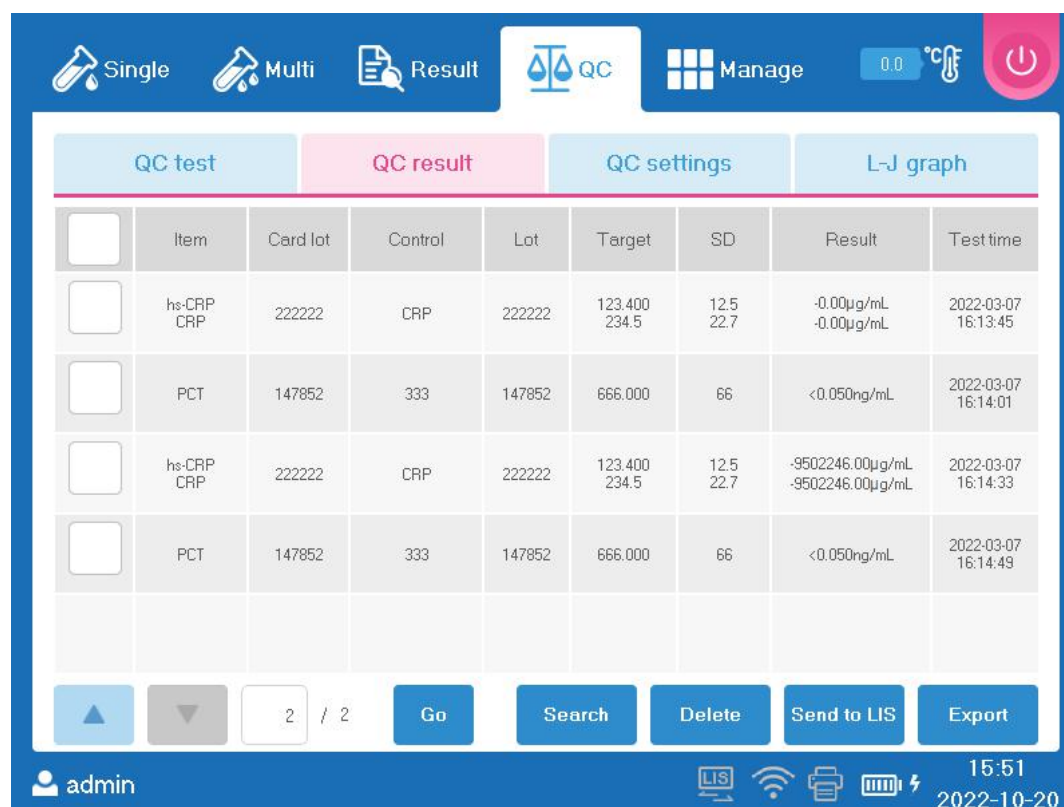 Single Multi Result QC Manage 0.0 °C
QC test QC result QC settings L-J graph
Item Card lot Control Lot Target SD Result Test time
hs-CRP 222222 CRP 222222 123.400 12.5 -0.00µg/mL 2022-03-07
CRP 234.5 22.7 -0.00µg/mL 16:13:45
PCT 147852 333 147852 666.000 66 <0.050ng/mL 2022-03-07
16:14:01
hs-CRP 222222 CRP 222222 123.400 12.5 -9502246.00µg/mL 2022-03-07
CRP 234.5 22.7 -9502246.00µg/mL 16:14:33
PCT 147852 333 147852 666.000 66 <0.050ng/mL 2022-03-07
16:14:49
2 / 2 Go Search Delete Send to LIS Export
admin LIS 15:51
2022-10-20